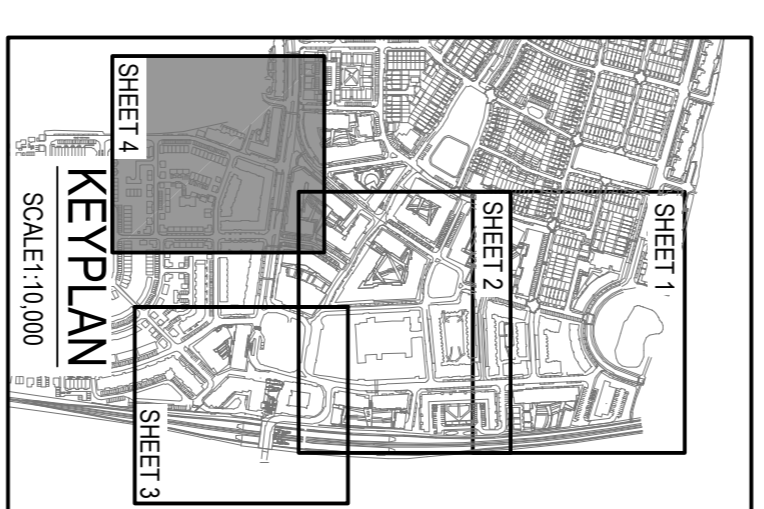 SHEET 1
SHEET 2
SHEET 4
SHEET 3
KEYPLAN
SCALE1:10,000